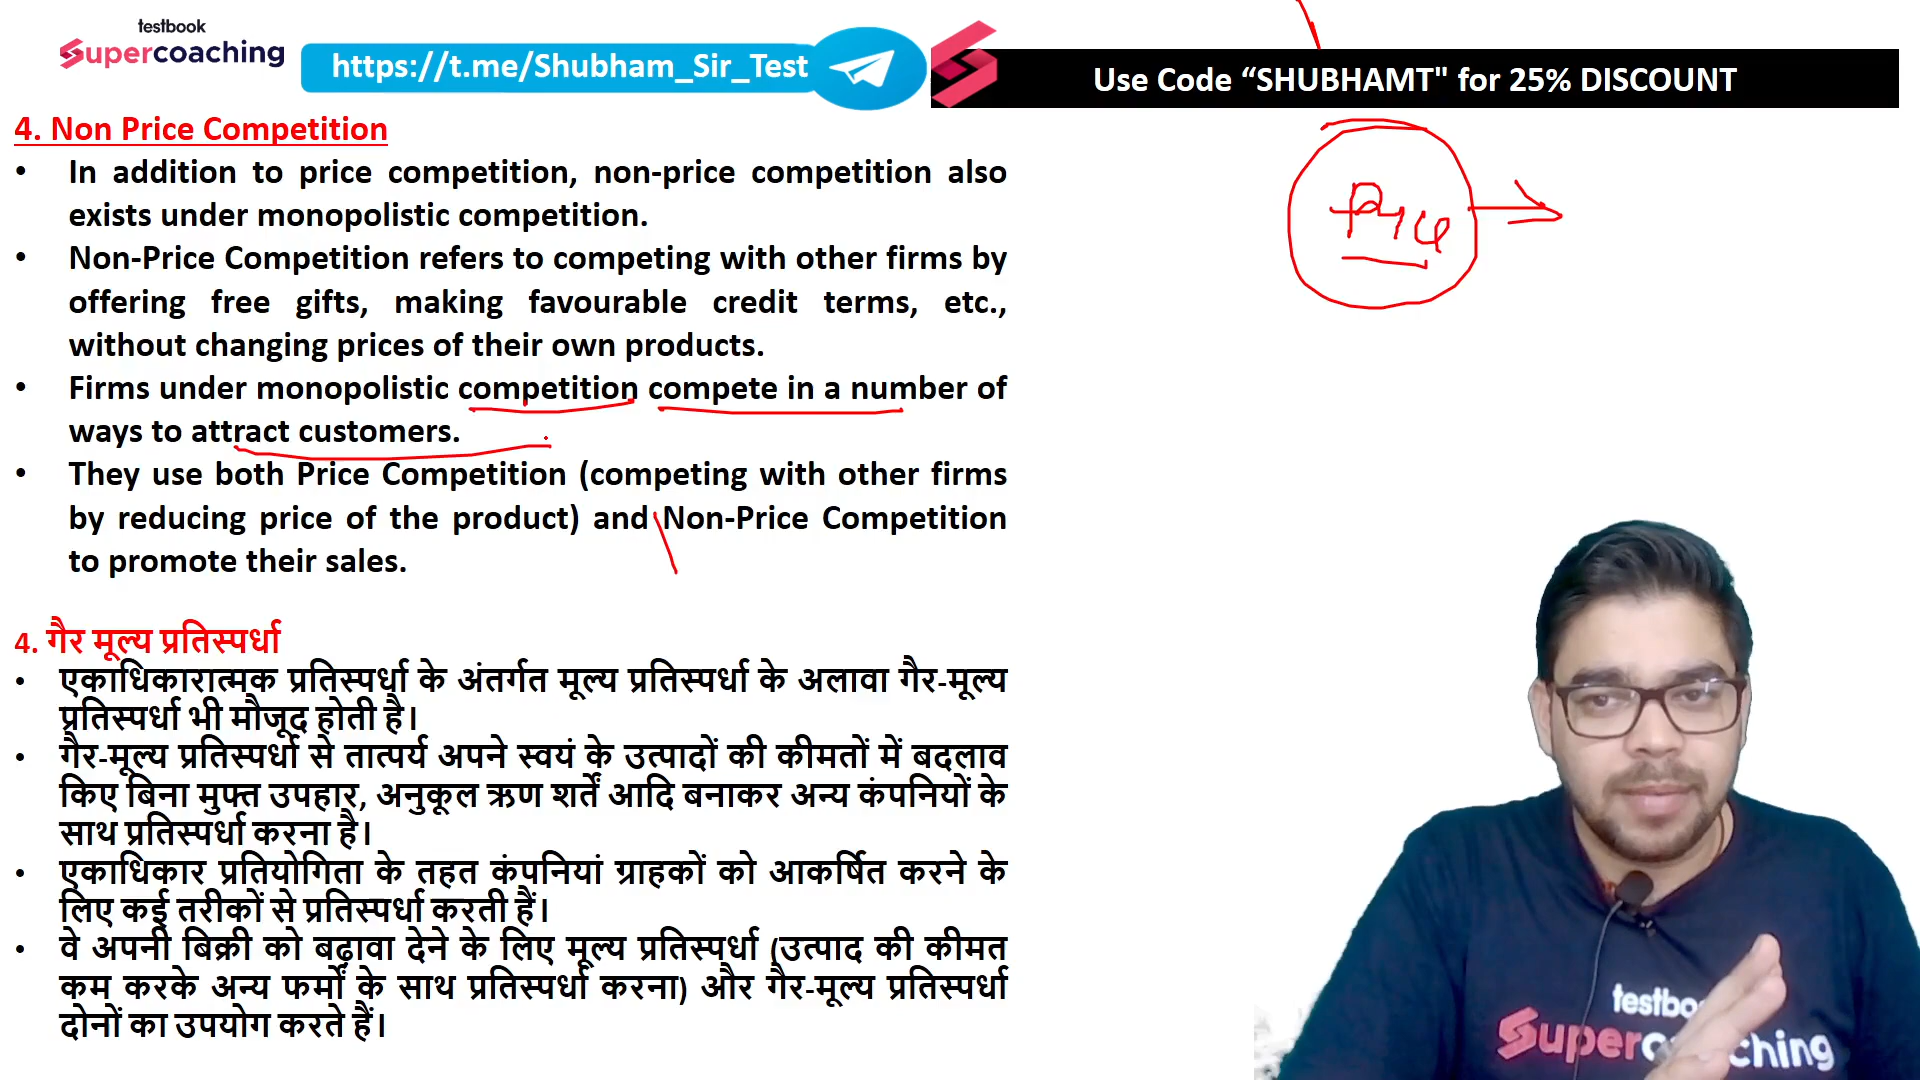 testbook
Supercoaching
https://t.me/Shubham_Sir_Test
Use Code “SHUBHAMT" for 25% DISCOUNT
4. Non Price Competition
• In addition to price competition, non-price competition also
exists under monopolistic competition.
• Non-Price Competition refers to competing with other firms by
offering free gifts, making favourable credit terms, etc.,
without changing prices of their own products.
• Firms under monopolistic competition compete in a number of
ways to attract customers.
• They use both Price Competition (competing with other firms
by reducing price of the product) and Non-Price Competition
to promote their sales.
Price
4. गैर मूल्य प्रतिस्पर्धा
• एकाधिकारात्मक प्रतिस्पर्धा के अंतर्गत मूल्य प्रतिस्पर्धा के अलावा गैर-मूल्य
प्रतिस्पर्धा भी मौजूद होती है।
• गैर-मूल्य प्रतिस्पर्धा से तात्पर्य अपने स्वयं के उत्पादों की कीमतों में बदलाव
किए बिना मुफ्त उपहार, अनुकूल ऋण शर्तें आदि बनाकर अन्य कंपनियों के
साथ प्रतिस्पर्धा करना है।
• एकाधिकार प्रतियोगिता के तहत कंपनियां ग्राहकों को आकर्षित करने के
लिए कई तरीकों से प्रतिस्पर्धा करती हैं।
• वे अपनी बिक्री को बढ़ावा देने के लिए मूल्य प्रतिस्पर्धा (उत्पाद की कीमत
कम करके अन्य फर्मों के साथ प्रतिस्पर्धा करना) और गैर-मूल्य प्रतिस्पर्धा
दोनों का उपयोग करते हैं।